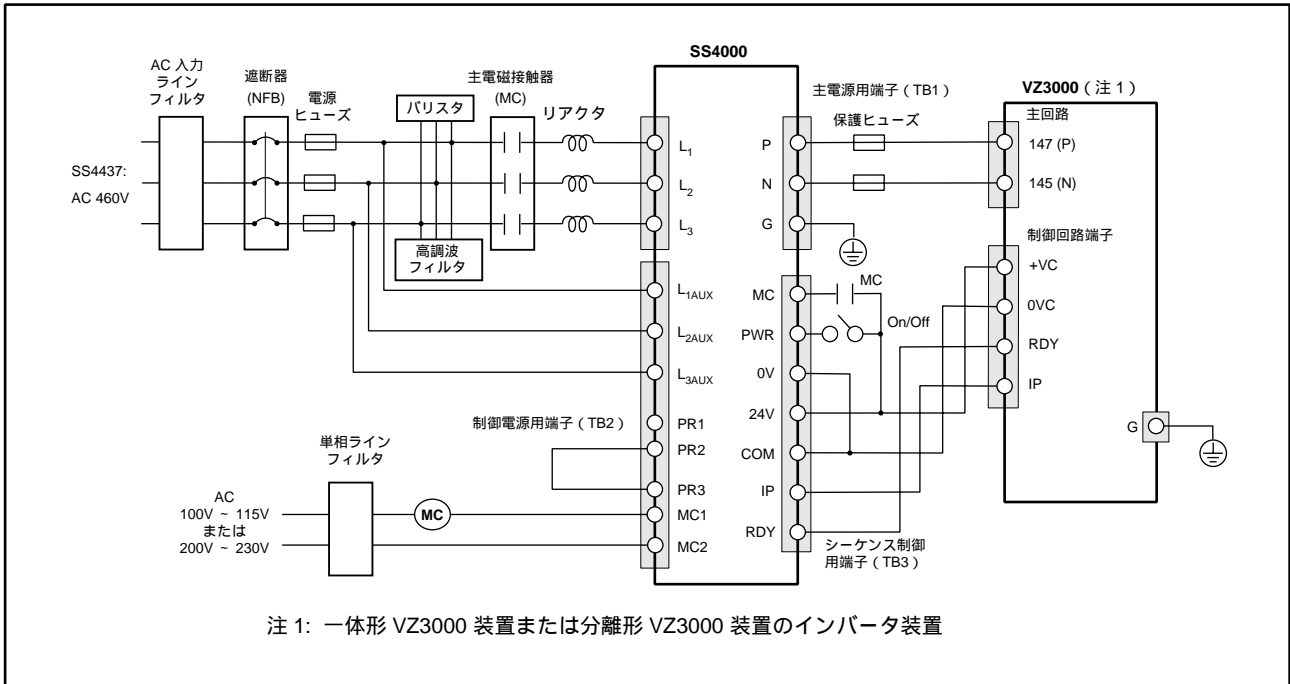 SS4000
AC 入力
ライン
フィルタ
遮断器
(NFB)
電源
ヒューズ
バリスタ
主電磁接触器
(MC)
リアクタ
主電源用端子（TB1）
保護ヒューズ
VZ3000（注 1）
主回路
SS4437:
AC 460V
高調波
フィルタ
L1
L2
L3
P
N
G
147 (P)
145 (N)
制御回路端子
+VC
0VC
RDY
IP
G
L1AUX
L2AUX
L3AUX
制御電源用端子（TB2）
PR1
PR2
PR3
MC1
MC2
MC
PWR
0V
24V
COM
IP
RDY
MC
On/Off
シーケンス制御
用端子（TB3）
単相ライン
フィルタ
AC
100V ~ 115V
または
200V ~ 230V
MC
注 1: 一体形 VZ3000 装置または分離形 VZ3000 装置のインバータ装置